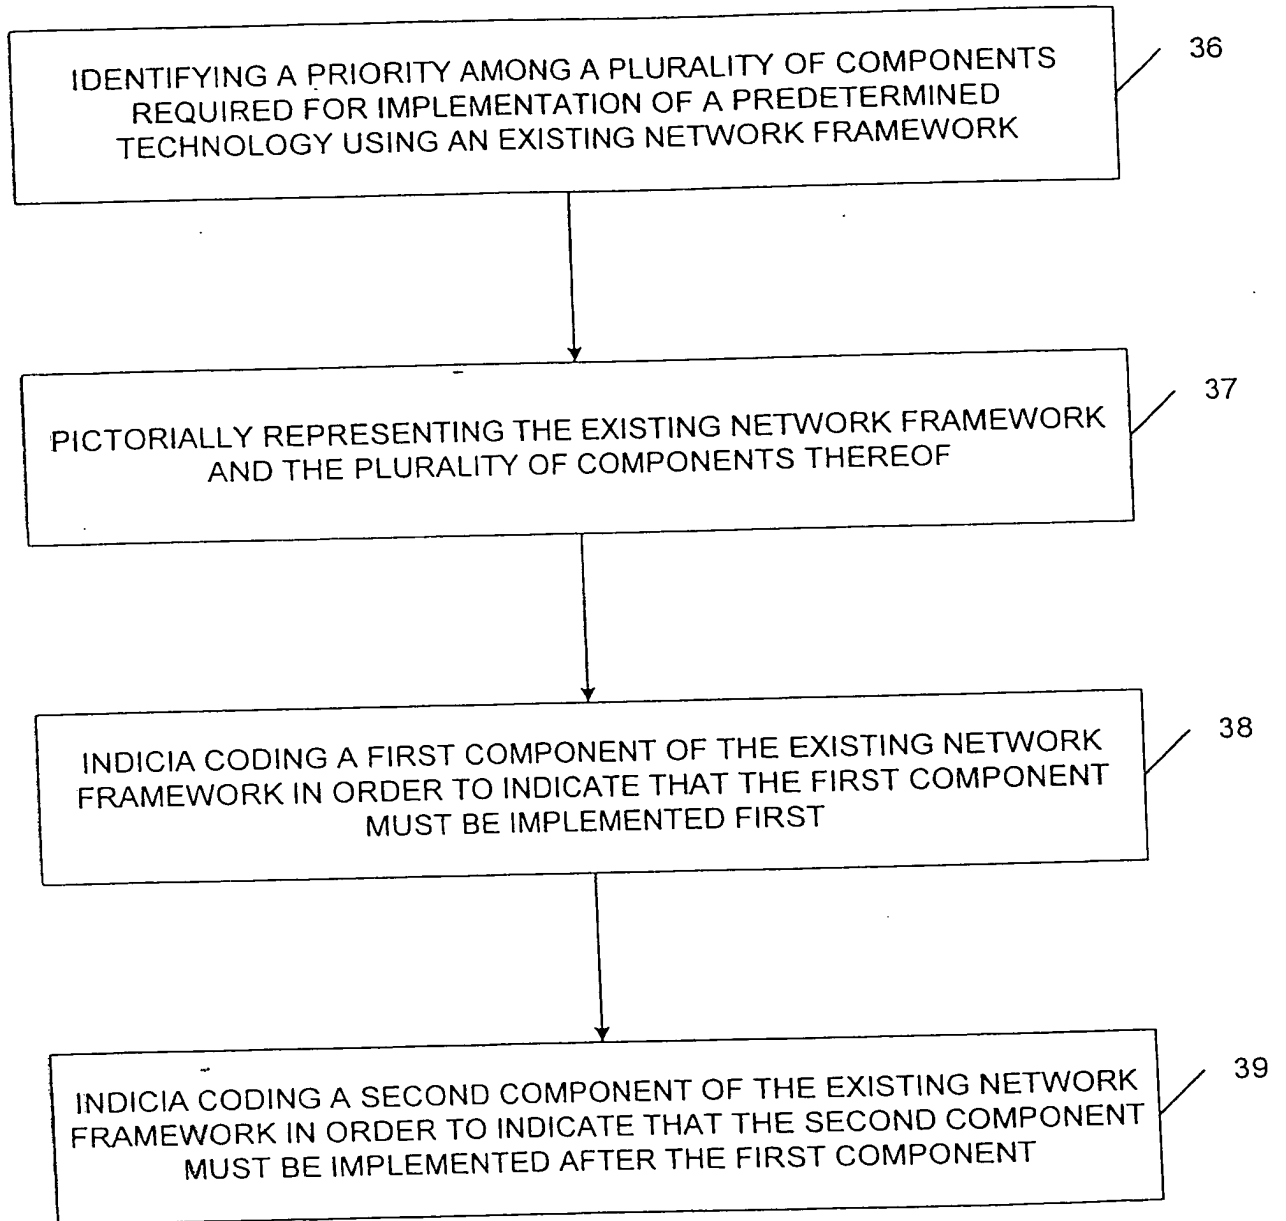 IDENTIFYING A PRIORITY AMONG A PLURALITY OF COMPONENTS
REQUIRED FOR IMPLEMENTATION OF A PREDETERMINED
TECHNOLOGY USING AN EXISTING NETWORK FRAMEWORK
36
PICTORIALLY REPRESENTING THE EXISTING NETWORK FRAMEWORK
AND THE PLURALITY OF COMPONENTS THEREOF
37
INDICIA CODING A FIRST COMPONENT OF THE EXISTING NETWORK
FRAMEWORK IN ORDER TO INDICATE THAT THE FIRST COMPONENT
MUST BE IMPLEMENTED FIRST
38
INDICIA CODING A SECOND COMPONENT OF THE EXISTING NETWORK
FRAMEWORK IN ORDER TO INDICATE THAT THE SECOND COMPONENT
MUST BE IMPLEMENTED AFTER THE FIRST COMPONENT
39